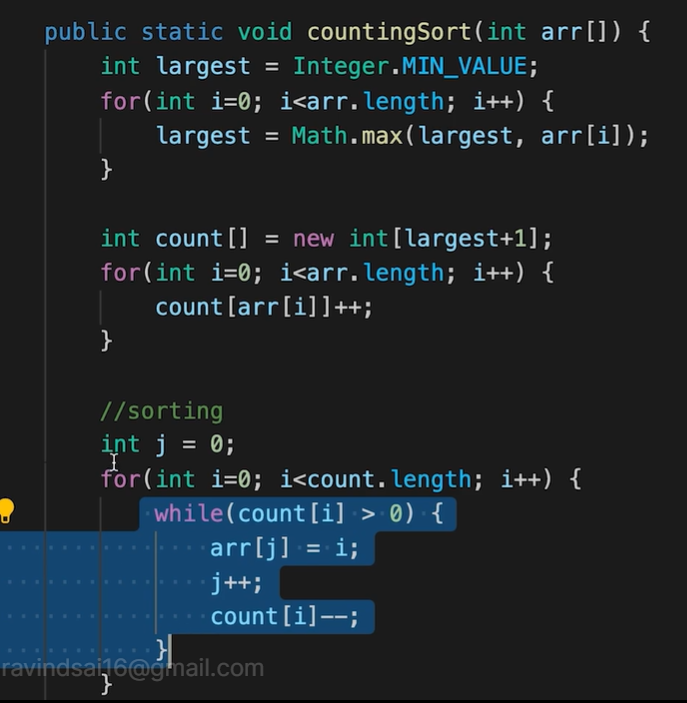 public static void countingSort(int arr[]) {
int largest = Integer.MIN_VALUE;
for(int i=0; i<arr.length; i++) {
largest = Math.max(largest, arr[i]);
}
int count[] = new int[largest+1];
for(int i=0; i<arr.length; i++) {
count[arr[i]]++;
}
//sorting
int j = 0;
for(int i=0; i<count.length; i++) {
while(count[i] > 0) {
arr[j] = i;
j++;
count[i]--;
}
ravindsai16@gmail.com
}